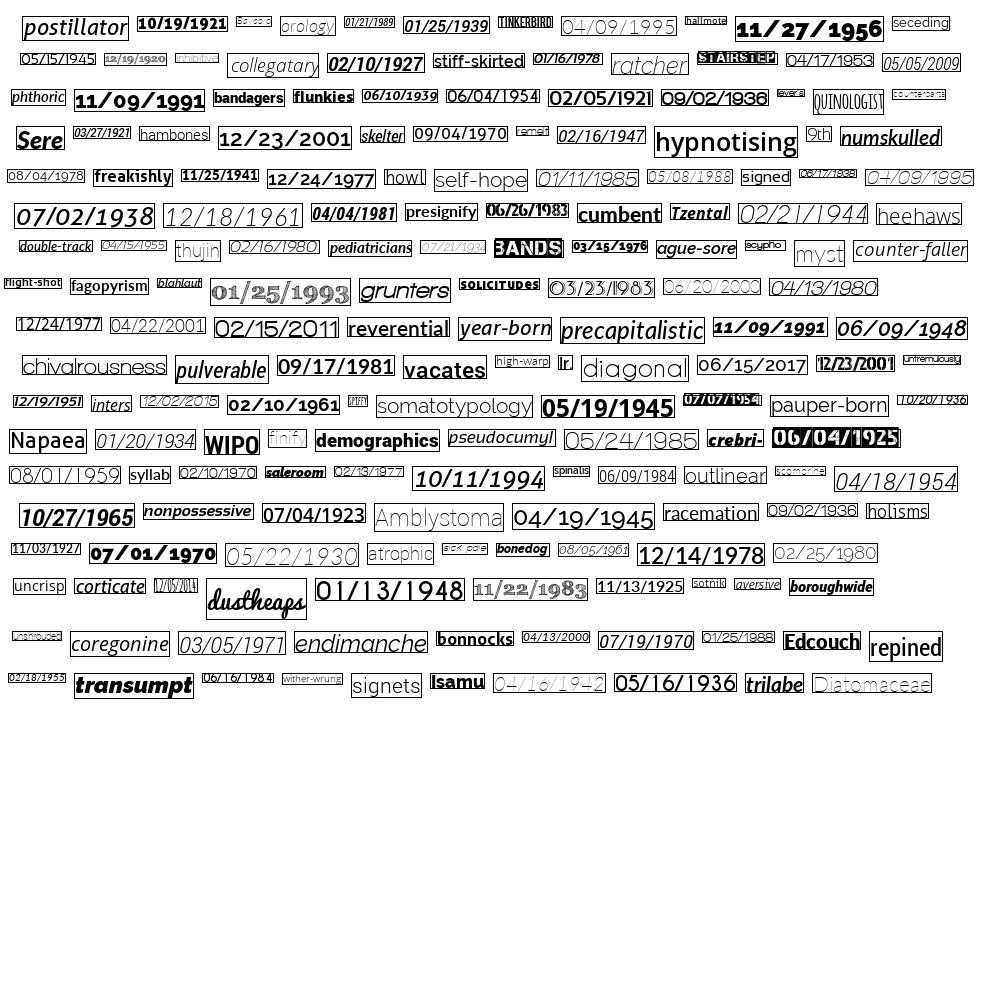 postillator 10/19/1921 orology 01/21/1989 01/25/1939 TINKERBIRD 04/09/1995 hallmote 11/27/1956 seceding
05/15/1945 12/19/1920 inhibitive collegatary 02/10/1927 stiff-skirted 01/16/1978 ratcher STAIRSTEP 04/17/1953 05/05/2009
phthoric 11/09/1991 bandagers flunkies 06/10/1939 06/04/1954 02/05/1921 09/02/1936 levers QUINOLOGIST counterparts
Sere 03/27/1921 hambones 12/23/2001 skelter 09/04/1970 remelt 02/16/1947 hypnotising 9th numskulled
08/04/1978 freakishly 11/25/1941 12/24/1977 howl self-hope 01/11/1985 05/08/1988 signed 06/17/1938 04/09/1995
07/02/1938 12/18/1961 04/04/1981 presignify 06/26/1983 cumbent Tzental 02/21/1944 heehaws
double-track 04/15/1955 thujin 02/16/1980 pediatricians 07/21/1934 BANDS 03/15/1976 ague-sore scypho myst counter-faller
flight-shot fagopyrism blahlaut 01/25/1993 grunters SOLICITUDES 03/23/1983 06/20/2000 04/13/1980
12/24/1977 04/22/2001 02/15/2011 reverential year-born precapitalistic 11/09/1991 06/09/1948
chivalrousness pulverable 09/17/1981 vacates high-warp Ir. diagonal 06/15/2017 12/23/2001 untremulously
12/19/1951 inters 12/02/2015 02/10/1961 SPIFFY somatotypology 05/19/1945 07/07/1954 pauper-born 10/20/1936
Napaea 01/20/1934 WIPO finify demographics pseudocumyl 05/24/1985 crebri- 06/04/1925
08/01/1959 syllab 02/10/1970 saleroom 02/13/1977 10/11/1994 spinalis 06/09/1984 outlinear scombrine 04/18/1954
10/27/1965 nonpossessive 07/04/1923 Amblystoma 04/19/1945 racemation 09/02/1936 holisms
11/03/1927 07/01/1970 05/22/1930 atrophid sick-pale bonedog 08/05/1961 12/14/1978 02/25/1980
uncrisp corticate 12/05/2014 dustheaps 01/13/1948 11/22/1983 11/13/1925 sotnik aversive boroughwide
unshrouded coregonine 03/05/1971 endimanche bonnocks 04/13/2000 07/19/1970 01/25/1988 Edcouch repined
02/18/1955 transumpt 06/16/1984 wither-wrung signets Isamu 04/16/1942 05/16/1936 trilabe Diatomaceae